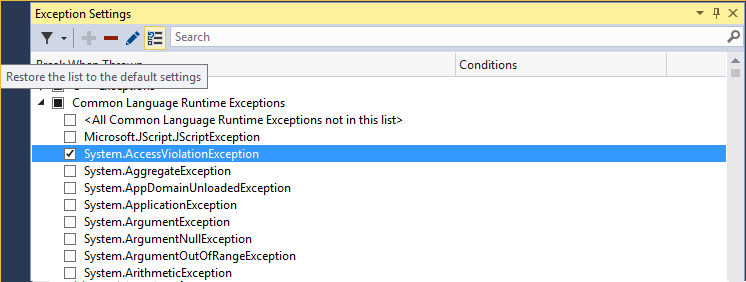 Exception Settings
Search
Break When Thrown
Conditions
Restore the list to the default settings
Exceptions
Common Language Runtime Exceptions
<All Common Language Runtime Exceptions not in this list>
Microsoft.JScript.JScriptException
System.AccessViolationException
System.AggregateException
System.AppDomainUnloadedException
System.ApplicationException
System.ArgumentException
System.ArgumentNullException
System.ArgumentOutOfRangeException
System.ArithmeticException